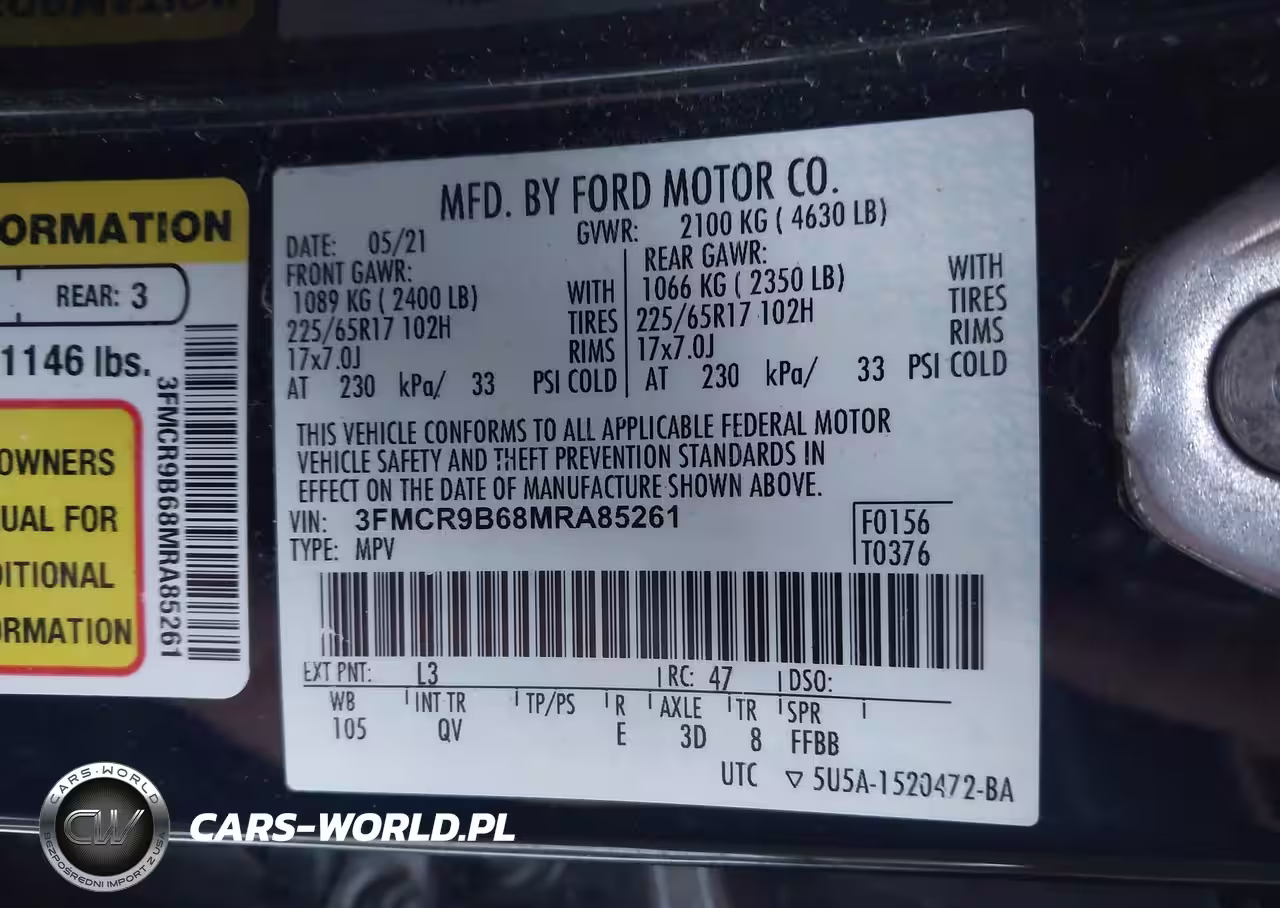 ORMATION
REAR: 3
1146 lbs.
3FMCR9B68MRA85261
OWNERS
UAL FOR
DITIONAL
ORMATION
MFD. BY FORD MOTOR CO.
DATE: 05/21 GVWR: 2100 KG ( 4630 LB)
FRONT GAWR: REAR GAWR:
1089 KG ( 2400 LB) WITH 1066 KG ( 2350 LB) WITH
225/65R17 102H TIRES 225/65R17 102H TIRES
17x7.0J RIMS 17x7.0J RIMS
AT 230 kPa/ 33 PSI COLD AT 230 kPa/ 33 PSI COLD
THIS VEHICLE CONFORMS TO ALL APPLICABLE FEDERAL MOTOR
VEHICLE SAFETY AND THEFT PREVENTION STANDARDS IN
EFFECT ON THE DATE OF MANUFACTURE SHOWN ABOVE.
VIN: 3FMCR9B68MRA85261 F0156
TYPE: MPV T0376
EXT PNT: L3 RC: 47 DSO:
WB INT TR TP/PS R AXLE TR SPR
105 QV E 3D 8 FFBB
UTC ▽ 5U5A-1520472-BA
CARS-WORLD
CW
BEZPOŚREDNI IMPORT Z USA
CARS-WORLD.PL